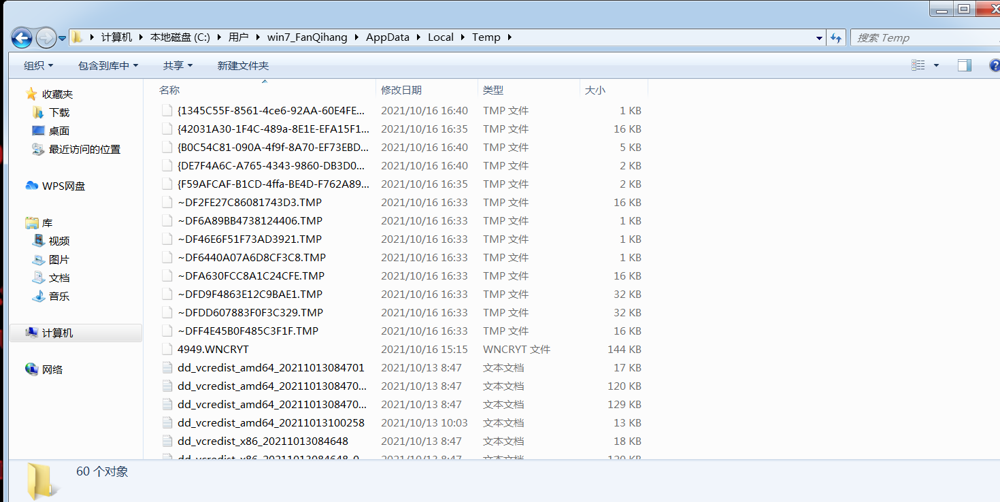 计算机 本地磁盘 (C:) 用户 win7_FanQihang AppData Local Temp 搜索 Temp
组织 包含到库中 共享 新建文件夹
名称 修改日期 类型 大小
收藏夹
下载
桌面
最近访问的位置
WPS网盘
库
视频
图片
文档
音乐
计算机
网络
{1345C55F-8561-4ce6-92AA-60E4FE... 2021/10/16 16:40 TMP 文件 1 KB
{42031A30-1F4C-489a-8E1E-EFA15F1... 2021/10/16 16:35 TMP 文件 16 KB
{B0C54C81-090A-4f9f-8A70-EF73EBD... 2021/10/16 16:40 TMP 文件 5 KB
{DE7F4A6C-A765-4343-9860-DB3D0... 2021/10/16 16:40 TMP 文件 2 KB
{F59AFCAF-B1CD-4ffa-BE4D-F762A89... 2021/10/16 16:35 TMP 文件 2 KB
~DF2FE27C86081743D3.TMP 2021/10/16 16:33 TMP 文件 16 KB
~DF6A89BB4738124406.TMP 2021/10/16 16:33 TMP 文件 1 KB
~DF46E6F51F73AD3921.TMP 2021/10/16 16:33 TMP 文件 1 KB
~DF6440A07A6D8CF3C8.TMP 2021/10/16 16:33 TMP 文件 1 KB
~DFA630FCC8A1C24CFE.TMP 2021/10/16 16:33 TMP 文件 16 KB
~DFD9F4863E12C9BAE1.TMP 2021/10/16 16:33 TMP 文件 32 KB
~DFDD607883F0F3C329.TMP 2021/10/16 16:33 TMP 文件 32 KB
~DFF4E45B0F485C3F1F.TMP 2021/10/16 16:33 TMP 文件 16 KB
4949.WNCRYT 2021/10/16 15:15 WNCRYT 文件 144 KB
dd_vcredist_amd64_20211013084701 2021/10/13 8:47 文本文档 17 KB
dd_vcredist_amd64_2021101308470... 2021/10/13 8:47 文本文档 120 KB
dd_vcredist_amd64_2021101308470... 2021/10/13 8:47 文本文档 129 KB
dd_vcredist_amd64_20211013100258 2021/10/13 10:03 文本文档 13 KB
dd_vcredist_x86_20211013084648 2021/10/13 8:47 文本文档 18 KB
60 个对象